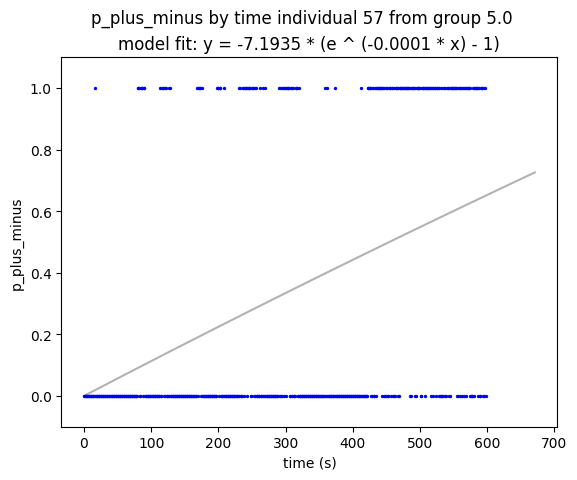 p_plus_minus by time individual 57 from group 5.0
model fit: y = -7.1935 * (e ^ (-0.0001 * x) - 1)
1.0
0.8
0.6
0.4
0.2
0.0
p_plus_minus
0 100 200 300 400 500 600 700
time (s)